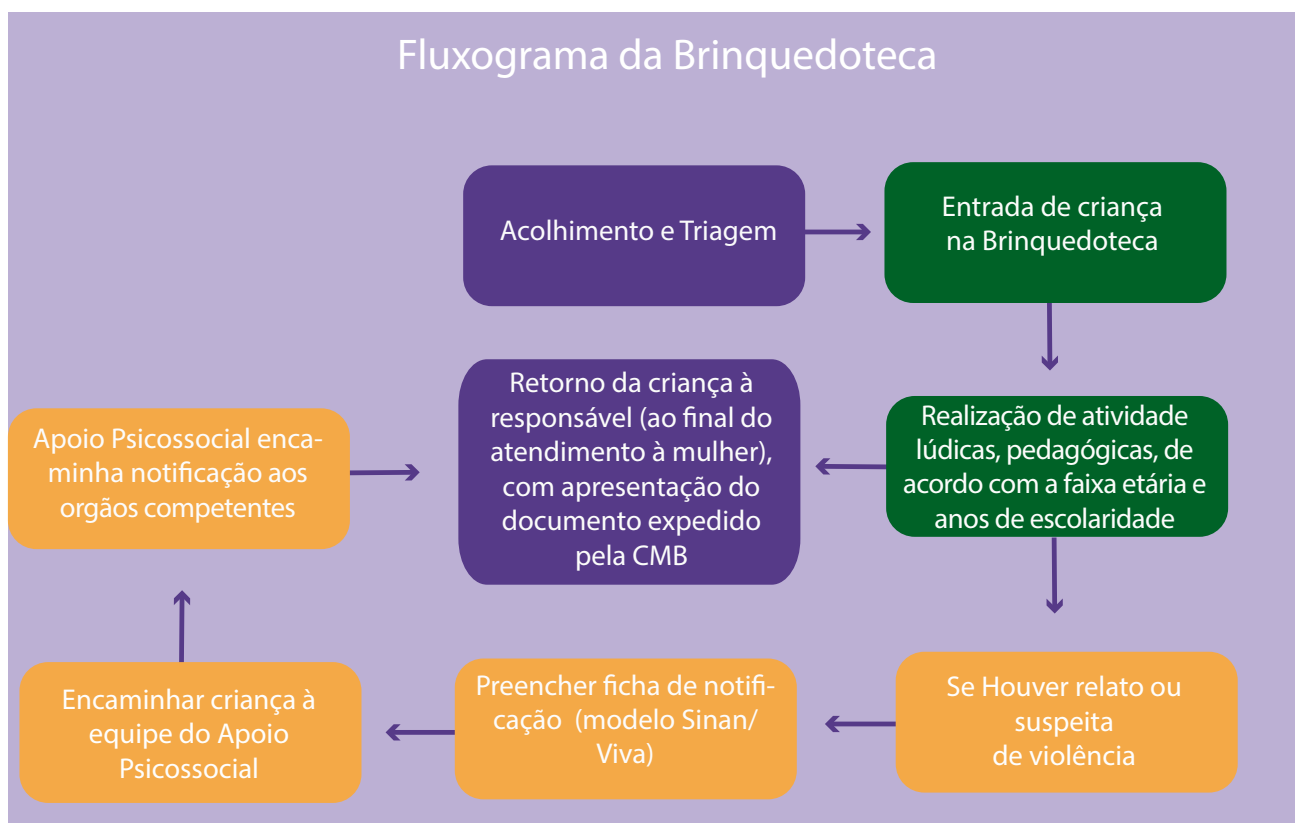 Fluxograma da Brinquedoteca
Acolhimento e Triagem
Entrada de criança
na Brinquedoteca
Realização de atividade
lúdicas, pedagógicas, de
acordo com a faixa etária e
anos de escolaridade
Retorno da criança à
responsável (ao final do
atendimento à mulher),
com apresentação do
documento expedido
pela CMB
Se Houver relato ou
suspeita
de violência
Preencher ficha de notifi-
cação (modelo Sinan/
Viva)
Encaminhar criança à
equipe do Apoio
Psicossocial
Apoio Psicossocial enca-
minha notificação aos
orgãos competentes